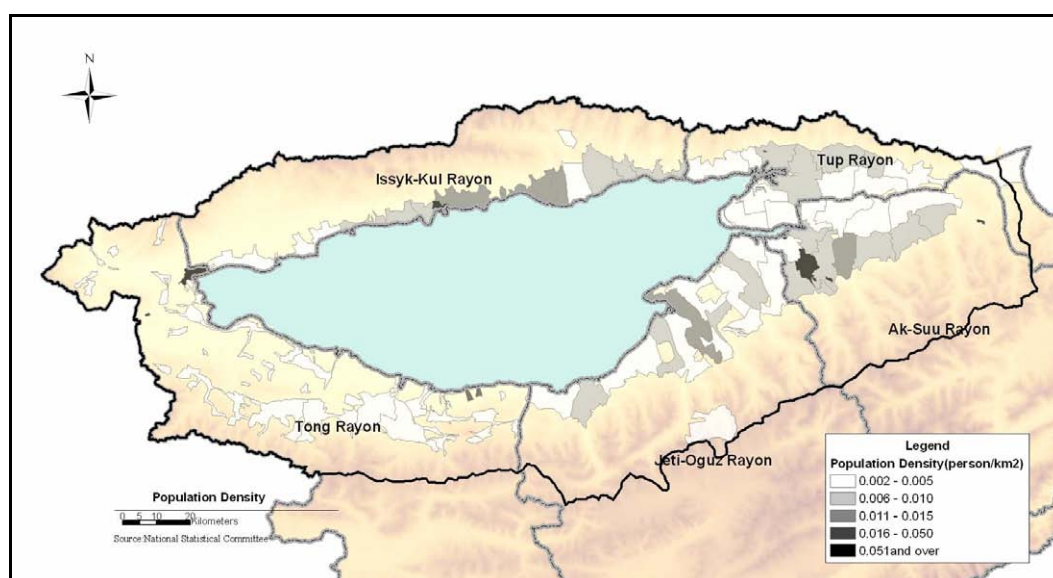 N
Issyk-Kul Rayon
Tup Rayon
Ak-Suu Rayon
Tong Rayon
Jeti-Oguz Rayon
Population Density
0 5 10 20
Kilometers
Source:National Statistical Committee
Legend
Population Density(person/km2)
0.002 - 0.005
0.006 - 0.010
0.011 - 0.015
0.016 - 0.050
0.051and over